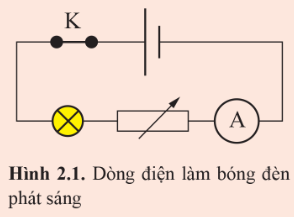 K
A
Hình 2.1. Dòng điện làm bóng đèn
phát sáng